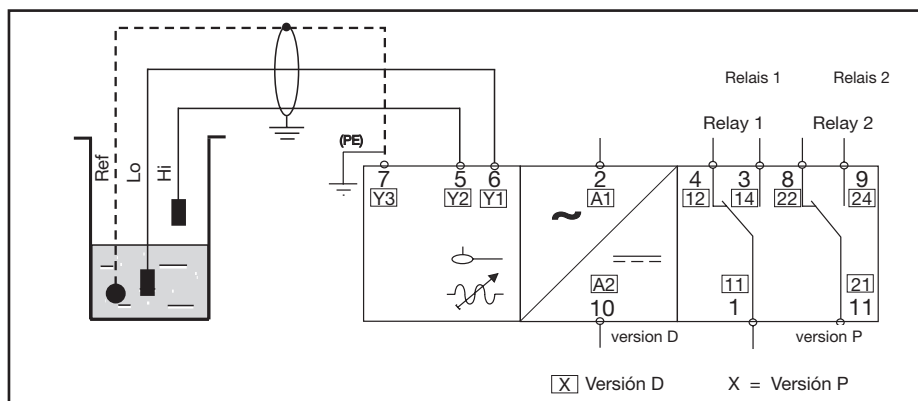 Relais 1 Relais 2
Relay 1 Relay 2
Ref
Lo
Hi
(PE)
7 5 6 2 4 3 8 9
Y3 Y2 Y1 A1 12 14 22 24
~
A2 11 21
10 1 11
version D version P
X Versión D X = Versión P